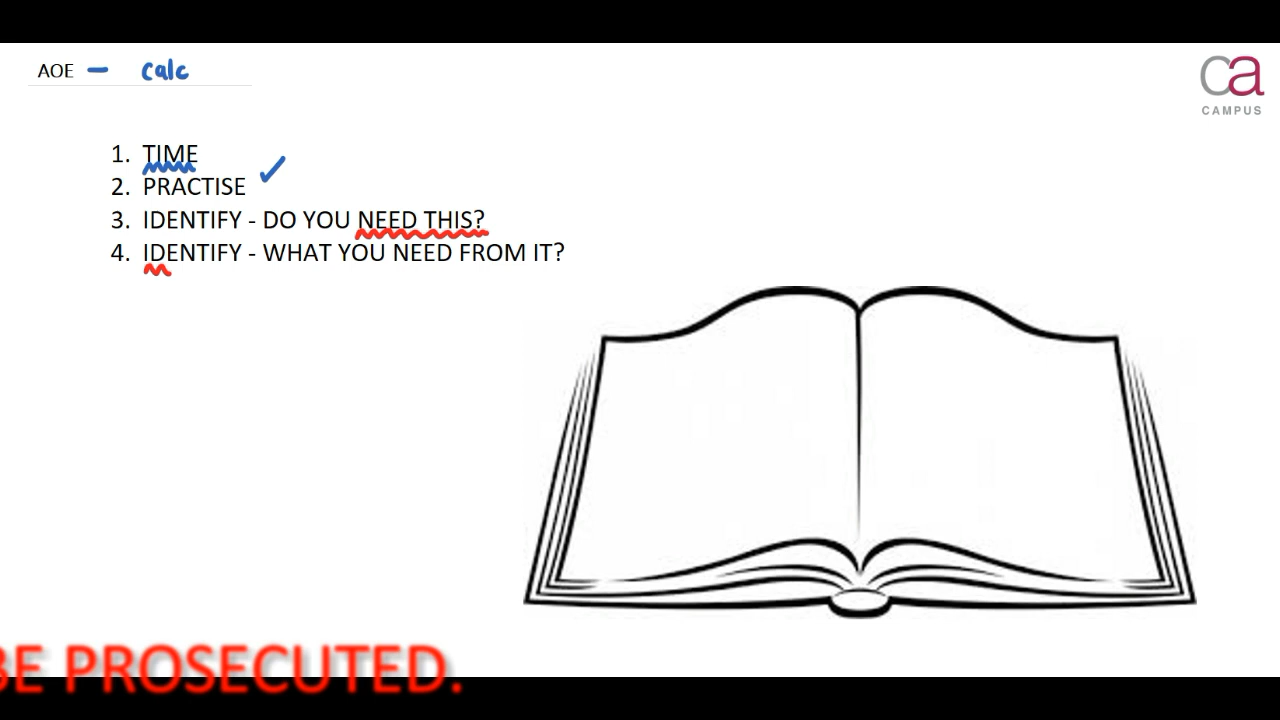 AOE - calc
ca
CAMPUS
1. TIME
2. PRACTISE
3. IDENTIFY - DO YOU NEED THIS?
4. IDENTIFY - WHAT YOU NEED FROM IT?
BE PROSECUTED.